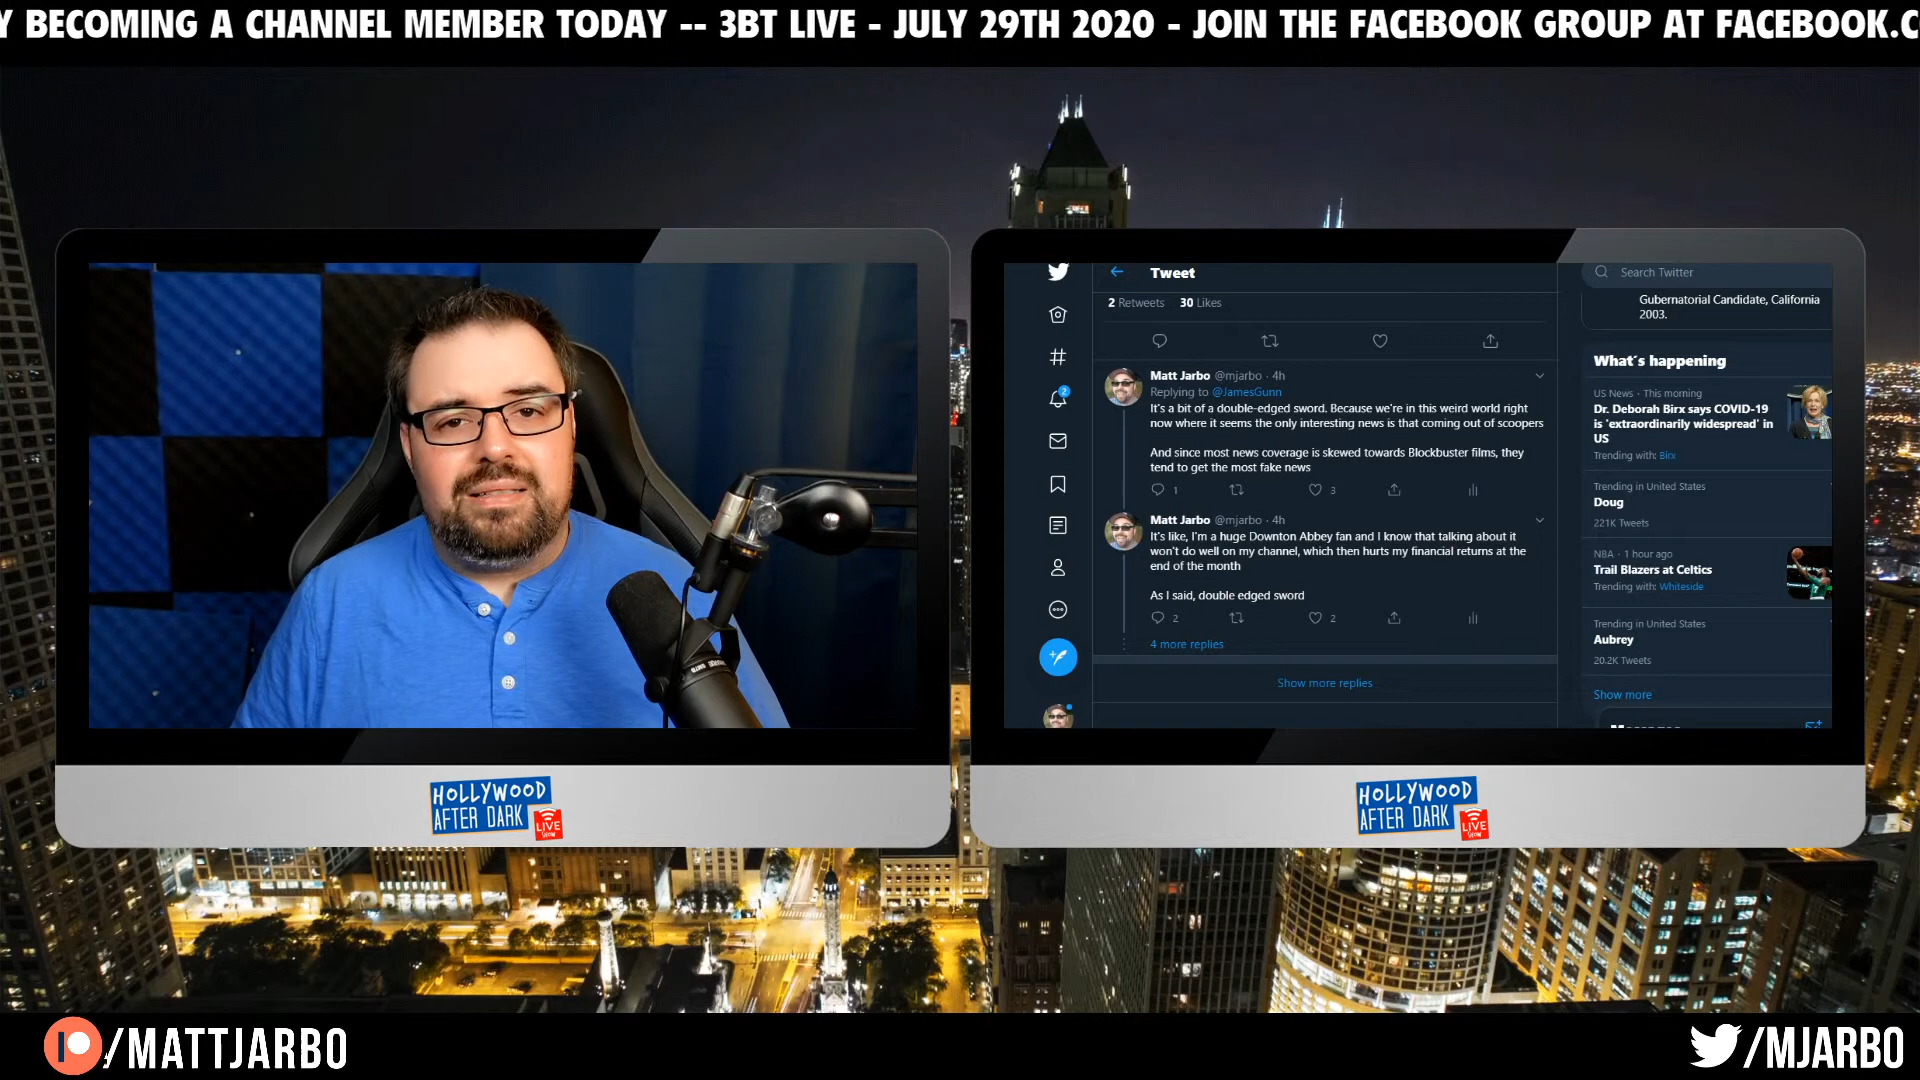 Y BECOMING A CHANNEL MEMBER TODAY -- 3BT LIVE - JULY 29TH 2020 - JOIN THE FACEBOOK GROUP AT FACEBOOK.C
Tweet
2 Retweets 30 Likes
Matt Jarbo @mjarbo · 4h
Replying to @JamesGunn
It's a bit of a double-edged sword. Because we're in this weird world right
now where it seems the only interesting news is that coming out of scoopers
And since most news coverage is skewed towards Blockbuster films, they
tend to get the most fake news
1
3
Matt Jarbo @mjarbo · 4h
It's like, I'm a huge Downton Abbey fan and I know that talking about it
won't do well on my channel, which then hurts my financial returns at the
end of the month
As I said, double edged sword
2
2
4 more replies
Show more replies
2
Search Twitter
Gubernatorial Candidate, California
2003.
What's happening
US News · This morning
Dr. Deborah Birx says COVID-19
is 'extraordinarily widespread' in
US
Trending with: Birx
Trending in United States
Doug
221K Tweets
NBA · 1 hour ago
Trail Blazers at Celtics
Trending with: Whiteside
Trending in United States
Aubrey
20.2K Tweets
Show more
HOLLYWOOD
AFTER DARK
LIVE
SHOW
HOLLYWOOD
AFTER DARK
LIVE
SHOW
/MATTJARBO
/MJARBO